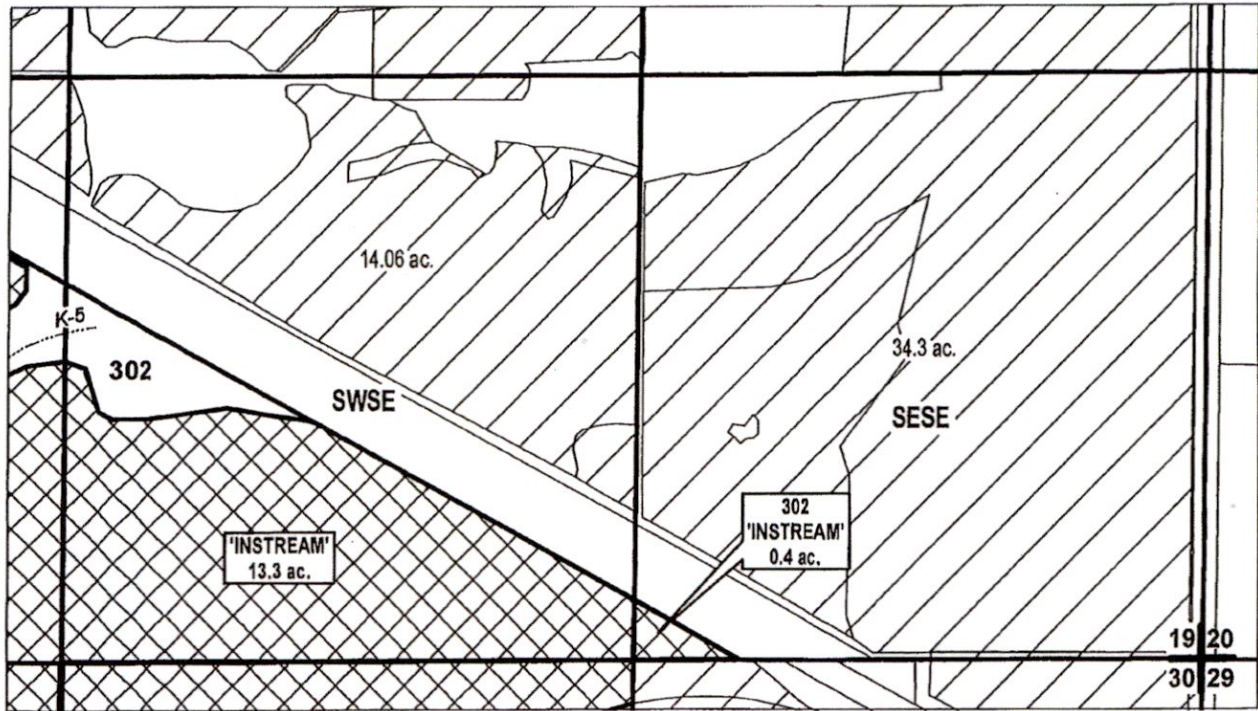 14.06 ac.
K-5
302
SWSE
34.3 ac.
SESE
302
'INSTREAM'
0.4 ac.
'INSTREAM'
13.3 ac.
19 20
30 29